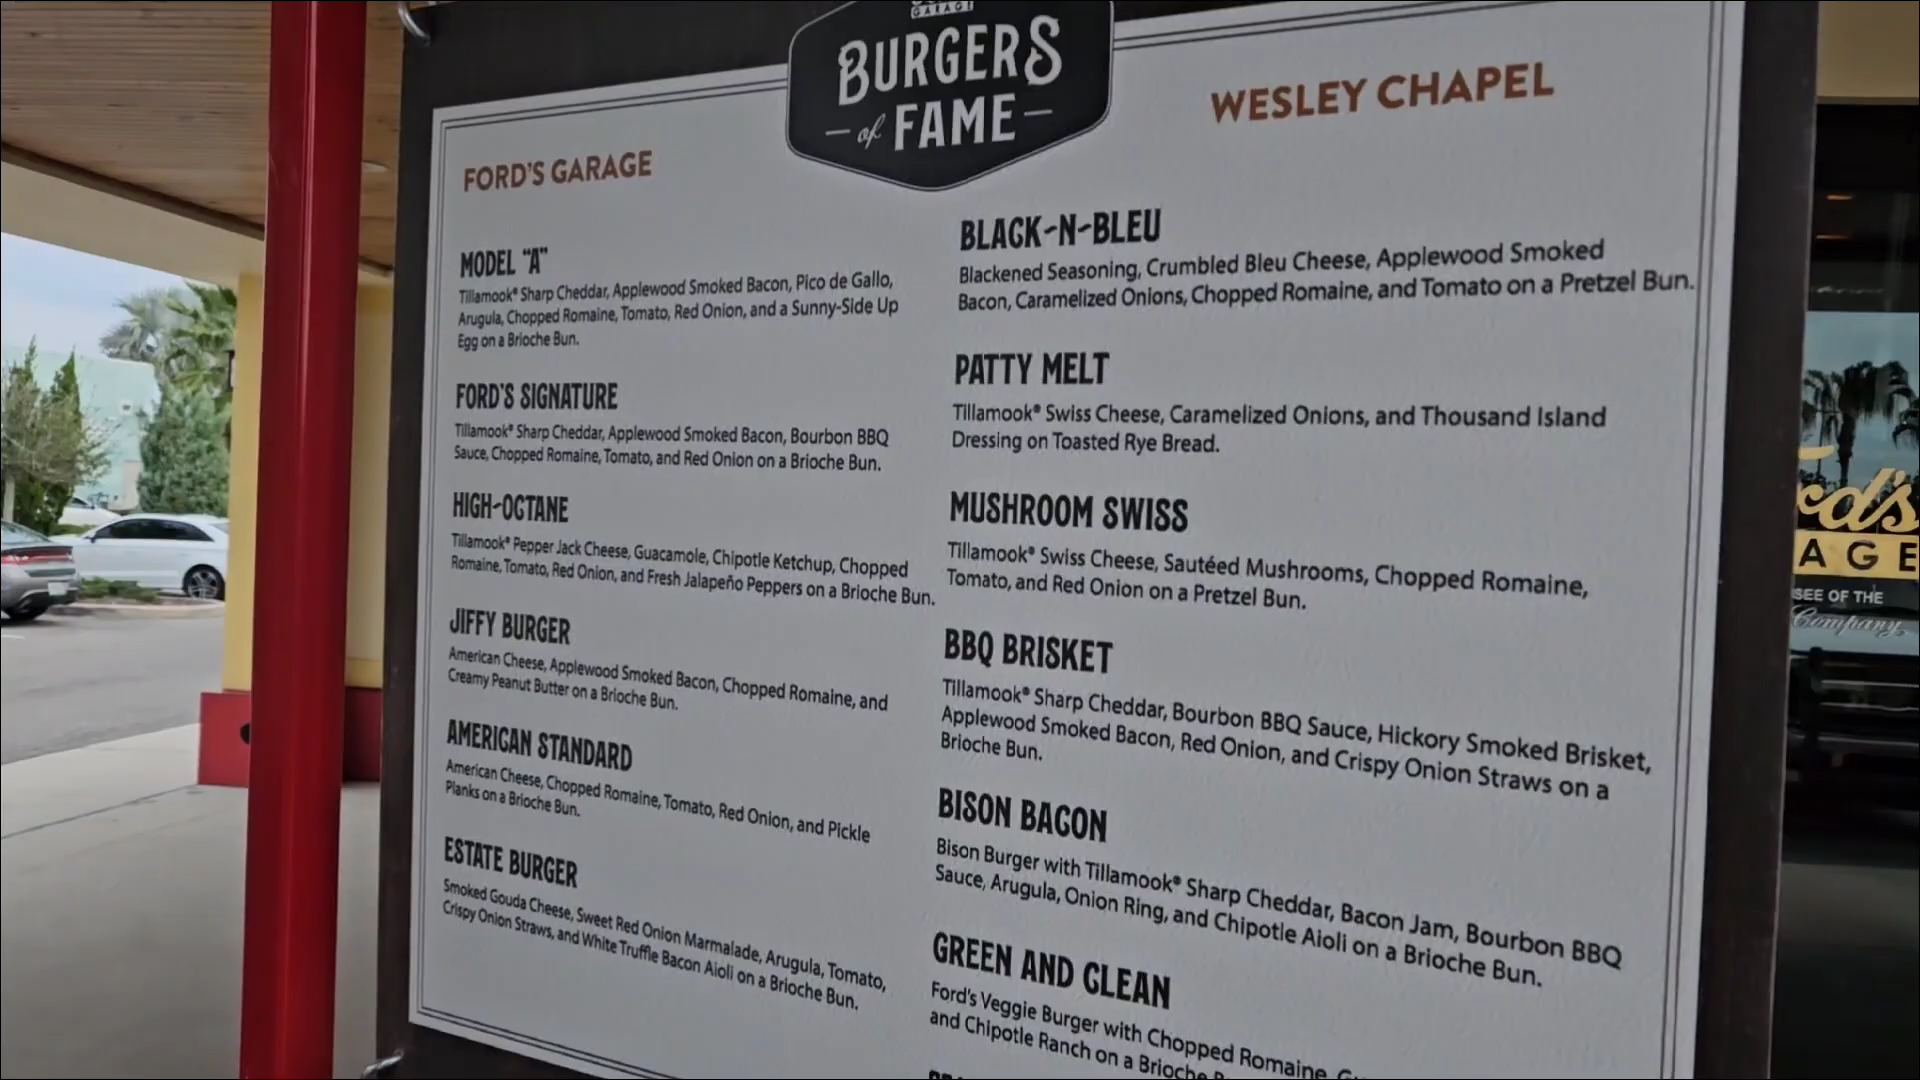 GARAGE
BURGERS
of FAME
FORD'S GARAGE
WESLEY CHAPEL
MODEL "A"
Tillamook® Sharp Cheddar, Applewood Smoked Bacon, Pico de Gallo,
Arugula, Chopped Romaine, Tomato, Red Onion, and a Sunny-Side Up
Egg on a Brioche Bun.
FORD'S SIGNATURE
Tillamook® Sharp Cheddar, Applewood Smoked Bacon, Bourbon BBQ
Sauce, Chopped Romaine, Tomato, and Red Onion on a Brioche Bun.
HIGH-OCTANE
Tillamook® Pepper Jack Cheese, Guacamole, Chipotle Ketchup, Chopped
Romaine, Tomato, Red Onion, and Fresh Jalapeño Peppers on a Brioche Bun.
JIFFY BURGER
American Cheese, Applewood Smoked Bacon, Chopped Romaine, and
Creamy Peanut Butter on a Brioche Bun.
AMERICAN STANDARD
American Cheese, Chopped Romaine, Tomato, Red Onion, and Pickle
Planks on a Brioche Bun.
ESTATE BURGER
Smoked Gouda Cheese, Sweet Red Onion Marmalade, Arugula, Tomato,
Crispy Onion Straws, and White Truffle Bacon Aioli on a Brioche Bun.
BLACK-N-BLEU
Blackened Seasoning, Crumbled Bleu Cheese, Applewood Smoked
Bacon, Caramelized Onions, Chopped Romaine, and Tomato on a Pretzel Bun.
PATTY MELT
Tillamook® Swiss Cheese, Caramelized Onions, and Thousand Island
Dressing on Toasted Rye Bread.
MUSHROOM SWISS
Tillamook® Swiss Cheese, Sautéed Mushrooms, Chopped Romaine,
Tomato, and Red Onion on a Pretzel Bun.
BBQ BRISKET
Tillamook® Sharp Cheddar, Bourbon BBQ Sauce, Hickory Smoked Brisket,
Applewood Smoked Bacon, Red Onion, and Crispy Onion Straws on a
Brioche Bun.
BISON BACON
Bison Burger with Tillamook® Sharp Cheddar, Bacon Jam, Bourbon BBQ
Sauce, Arugula, Onion Ring, and Chipotle Aioli on a Brioche Bun.
GREEN AND CLEAN
Ford's Veggie Burger with Chopped Romaine,
and Chipotle Ranch on a Brioche
rd's
AGE
SEE OF THE
Company